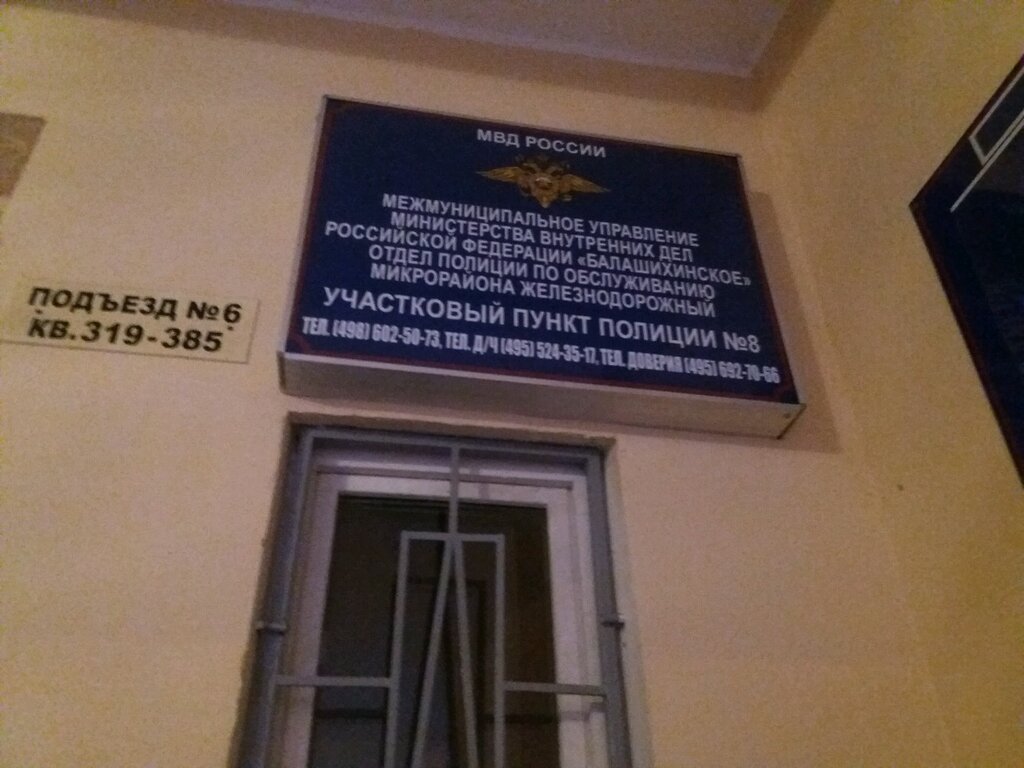 МВД РОССИИ
МЕЖМУНИЦИПАЛЬНОЕ УПРАВЛЕНИЕ
МИНИСТЕРСТВА ВНУТРЕННИХ ДЕЛ
РОССИЙСКОЙ ФЕДЕРАЦИИ «БАЛАШИХИНСКОЕ»
ОТДЕЛ ПОЛИЦИИ ПО ОБСЛУЖИВАНИЮ
МИКРОРАЙОНА ЖЕЛЕЗНОДОРОЖНЫЙ
УЧАСТКОВЫЙ ПУНКТ ПОЛИЦИИ №8
ТЕЛ. (498) 602-50-73, ТЕЛ. Д/Ч (495) 524-35-17, ТЕЛ. ДОВЕРИЯ (495) 692-70-66
ПОДЪЕЗД №6
КВ.319-385